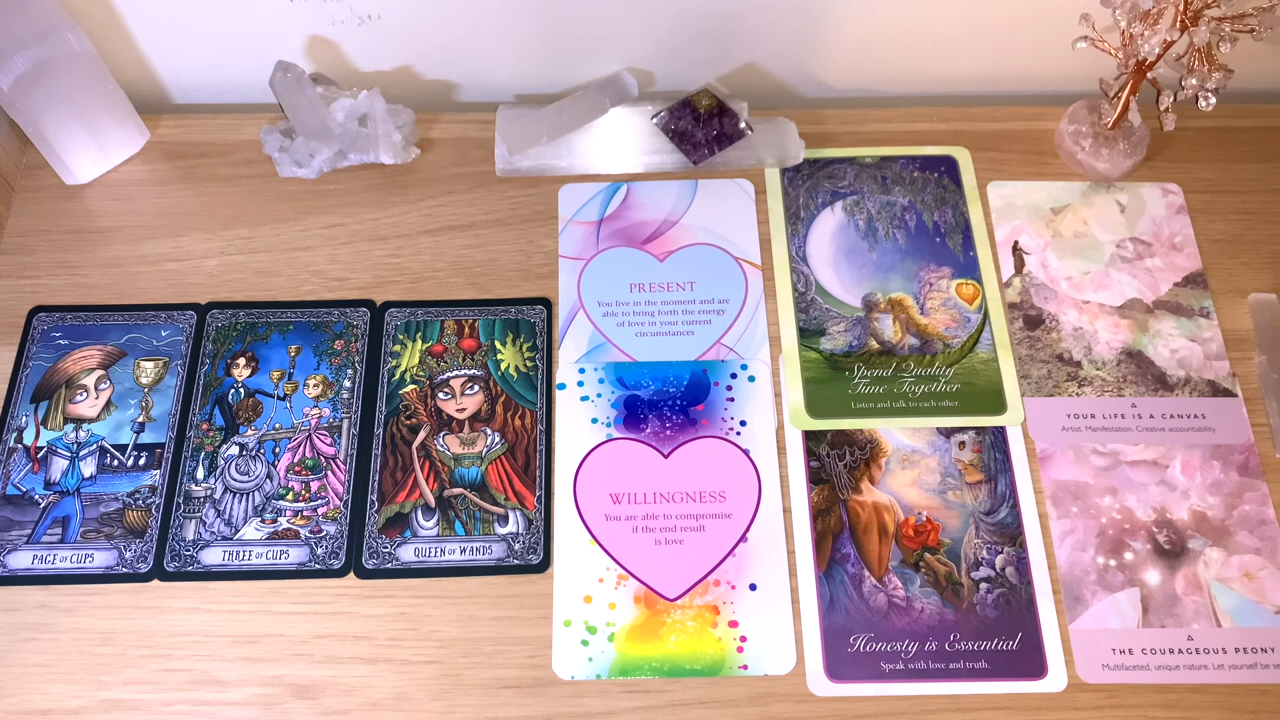 PAGE OF CUPS
THREE OF CUPS
QUEEN OF WANDS
PRESENT
You live in the moment and are
able to bring forth the energy
of love in your current
circumstances
WILLINGNESS
You are able to compromise
if the end result
is love
Spend Quality
Time Together
Listen and talk to each other.
Honesty is Essential
Speak with love and truth.
YOUR LIFE IS A CANVAS
Artist. Manifestation. Creative accountability
THE COURAGEOUS PEONY
Multifaceted, unique nature. Let yourself be